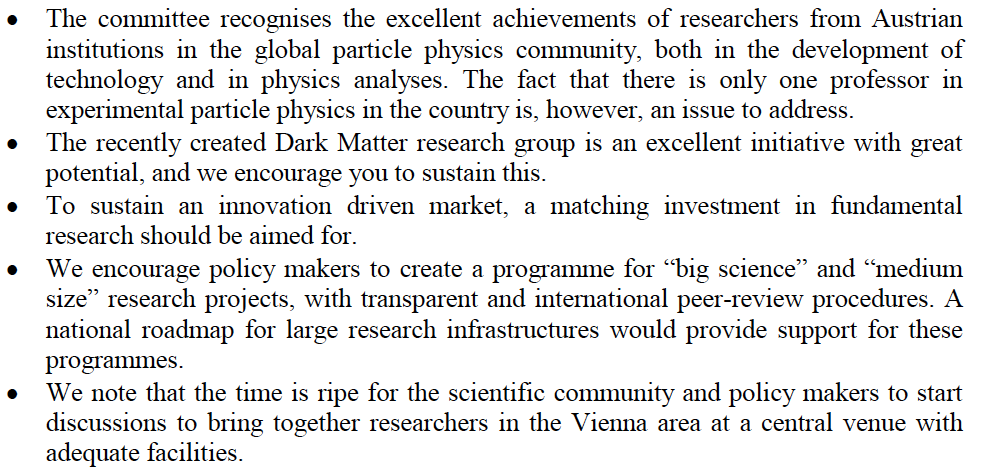 • The committee recognises the excellent achievements of researchers from Austrian
institutions in the global particle physics community, both in the development of
technology and in physics analyses. The fact that there is only one professor in
experimental particle physics in the country is, however, an issue to address.
• The recently created Dark Matter research group is an excellent initiative with great
potential, and we encourage you to sustain this.
• To sustain an innovation driven market, a matching investment in fundamental
research should be aimed for.
• We encourage policy makers to create a programme for “big science” and “medium
size” research projects, with transparent and international peer-review procedures. A
national roadmap for large research infrastructures would provide support for these
programmes.
• We note that the time is ripe for the scientific community and policy makers to start
discussions to bring together researchers in the Vienna area at a central venue with
adequate facilities.